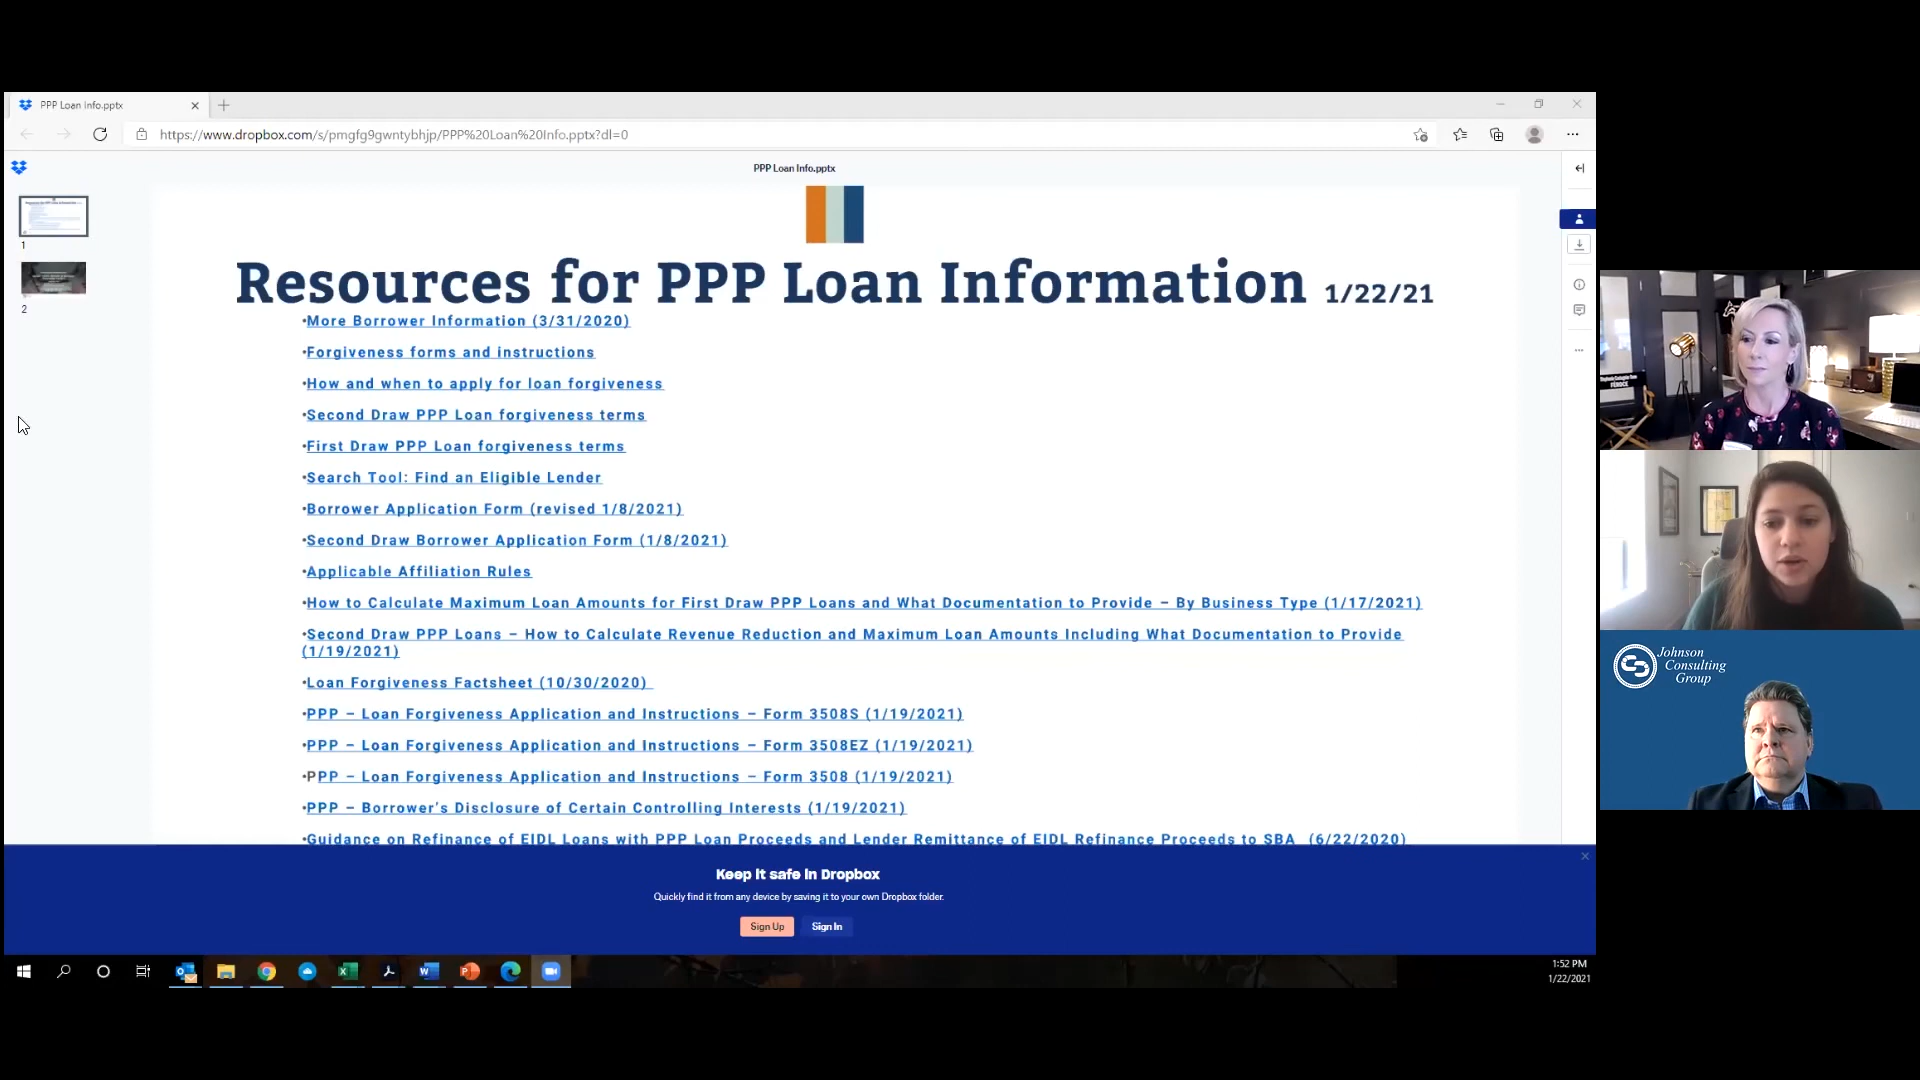 PPP Loan Info.pptx
https://www.dropbox.com/s/pmgfg9gwntybhjp/PPP%20Loan%20Info.pptx?dl=0
PPP Loan Info.pptx
1
2
Resources for PPP Loan Information 1/22/21
•More Borrower Information (3/31/2020)
•Forgiveness forms and instructions
•How and when to apply for loan forgiveness
•Second Draw PPP Loan forgiveness terms
•First Draw PPP Loan forgiveness terms
•Search Tool: Find an Eligible Lender
•Borrower Application Form (revised 1/8/2021)
•Second Draw Borrower Application Form (1/8/2021)
•Applicable Affiliation Rules
•How to Calculate Maximum Loan Amounts for First Draw PPP Loans and What Documentation to Provide – By Business Type (1/17/2021)
•Second Draw PPP Loans – How to Calculate Revenue Reduction and Maximum Loan Amounts Including What Documentation to Provide
(1/19/2021)
•Loan Forgiveness Factsheet (10/30/2020)
•PPP – Loan Forgiveness Application and Instructions – Form 3508S (1/19/2021)
•PPP – Loan Forgiveness Application and Instructions – Form 3508EZ (1/19/2021)
•PPP – Loan Forgiveness Application and Instructions – Form 3508 (1/19/2021)
•PPP – Borrower's Disclosure of Certain Controlling Interests (1/19/2021)
•Guidance on Refinance of EIDL Loans with PPP Loan Proceeds and Lender Remittance of EIDL Refinance Proceeds to SBA (6/22/2020)
Keep it safe in Dropbox
Quickly find it from any device by saving it to your own Dropbox folder.
Sign Up
Sign In
1:52 PM
1/22/2021
Johnson
Consulting
Group